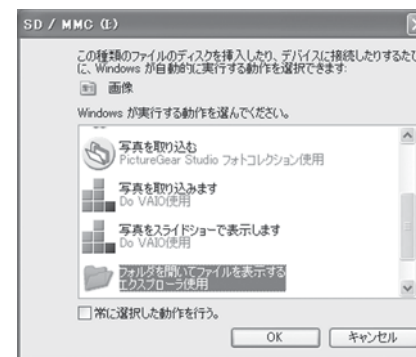 SD / MMC (E:)
この種類のファイルのディスクを挿入したり、デバイスに接続したりするたび
に、Windows が自動的に実行する動作を選択できます:
画像
Windows が実行する動作を選んでください。
写真を取り込む
PictureGear Studio フォトコレクション使用
写真を取り込みます
Do VAIO使用
写真をスライドショーで表示します
Do VAIO使用
フォルダを開いてファイルを表示する
エクスプローラ使用
常に選択した動作を行う。
OK
キャンセル